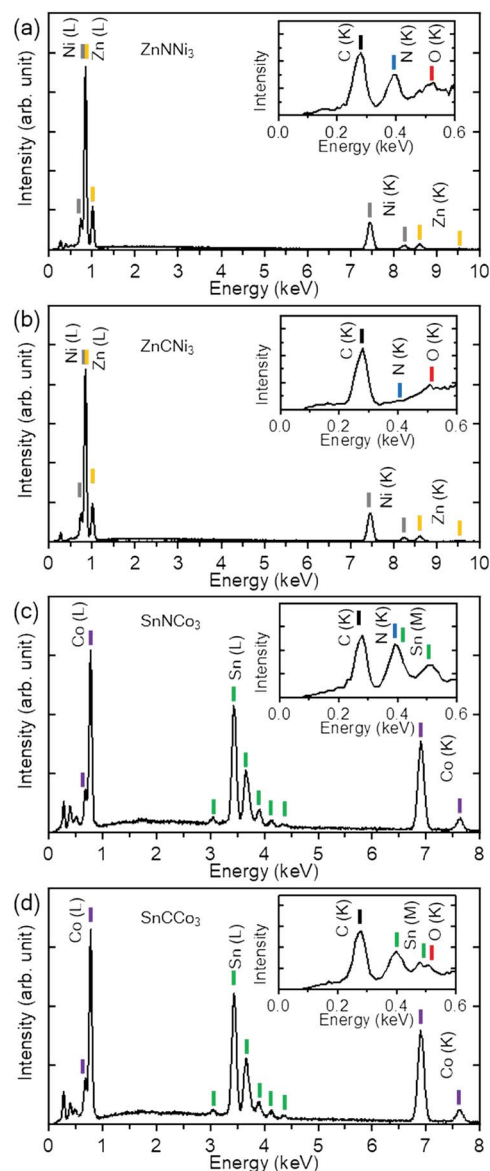 (a)
ZnNNi₃
Ni (L)
Zn (L)
Intensity (arb. unit)
Intensity
C (K)
N (K)
O (K)
0.0 0.2 0.4 0.6
Energy (keV)
Ni (K)
Zn (K)
0 1 2 3 4 5 6 7 8 9 10
Energy (keV)
(b)
ZnCNi₃
Ni (L)
Zn (L)
Intensity (arb. unit)
Intensity
C (K)
N (K)
O (K)
0.0 0.2 0.4 0.6
Energy (keV)
Ni (K)
Zn (K)
0 1 2 3 4 5 6 7 8 9 10
Energy (keV)
(c)
SnNCo₃
Co (L)
Sn (L)
Intensity (arb. unit)
Intensity
C (K)
N (K)
Sn (M)
0.0 0.2 0.4 0.6
Energy (keV)
Co (K)
0 1 2 3 4 5 6 7 8
Energy (keV)
(d)
SnCCo₃
Co (L)
Sn (L)
Intensity (arb. unit)
Intensity
C (K)
Sn (M)
O (K)
0.0 0.2 0.4 0.6
Energy (keV)
Co (K)
0 1 2 3 4 5 6 7 8
Energy (keV)